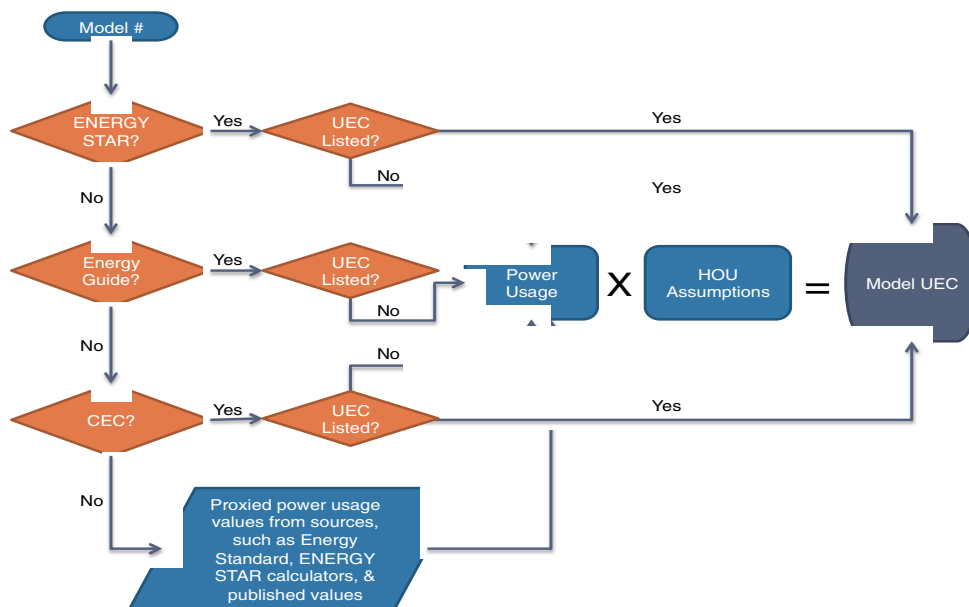 Model #
ENERGY
STAR?
Yes
UEC
Listed?
Yes
No
No
Yes
Energy
Guide?
Yes
UEC
Listed?
No
Power
Usage
X
HOU
Assumptions
=
Model UEC
No
No
CEC?
Yes
UEC
Listed?
Yes
No
Proxied power usage
values from sources,
such as Energy
Standard, ENERGY
STAR calculators, &
published values